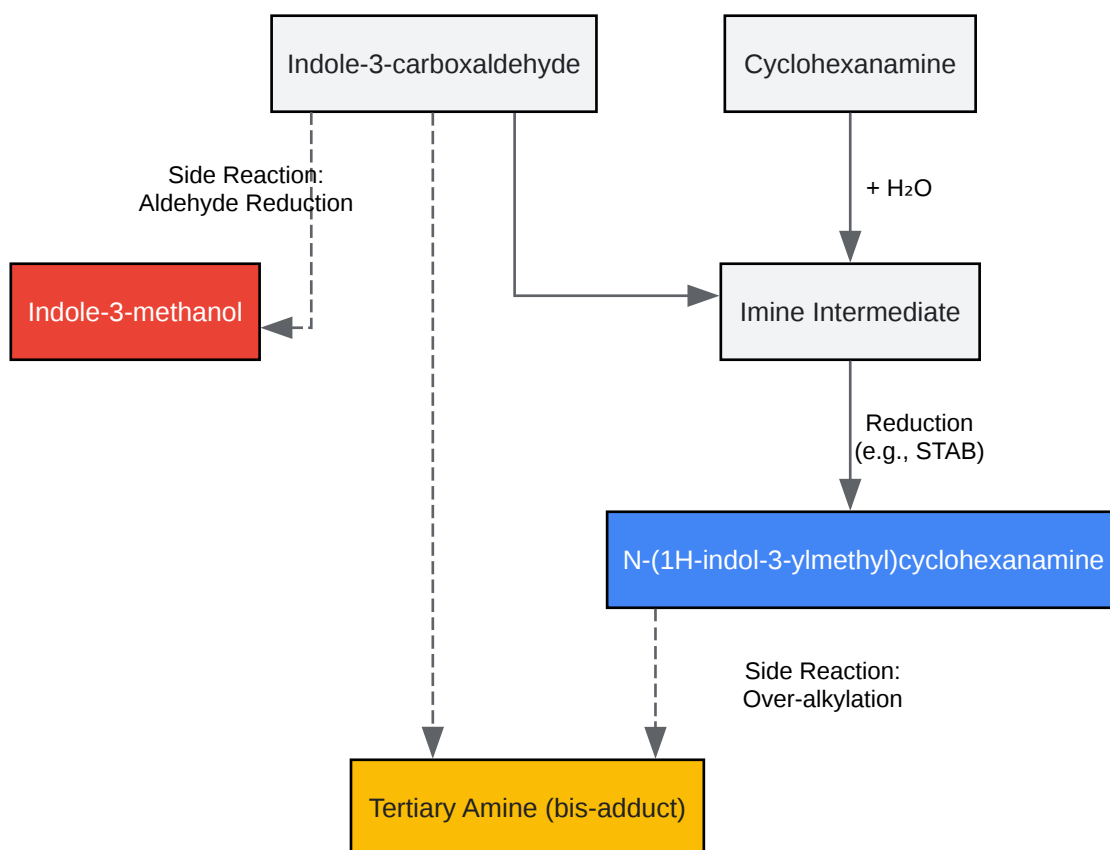 Indole-3-carboxaldehyde
Cyclohexanamine
Side Reaction:
Aldehyde Reduction
+ H₂O
Indole-3-methanol
Imine Intermediate
Reduction
(e.g., STAB)
N-(1H-indol-3-ylmethyl)cyclohexanamine
Side Reaction:
Over-alkylation
Tertiary Amine (bis-adduct)